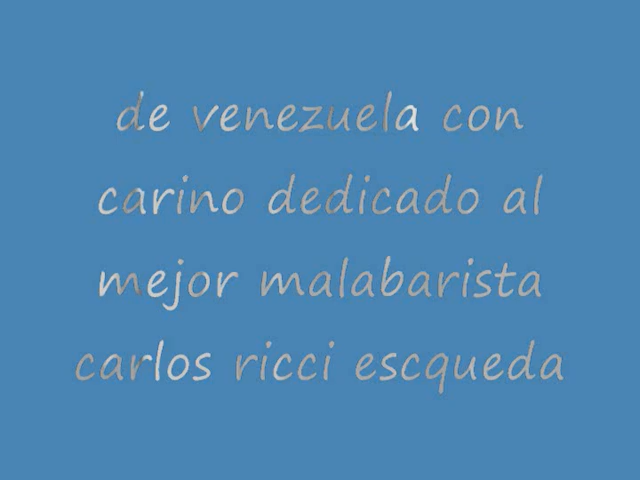 de venezuela con
carino dedicado al
mejor malabarista
carlos ricci escqueda